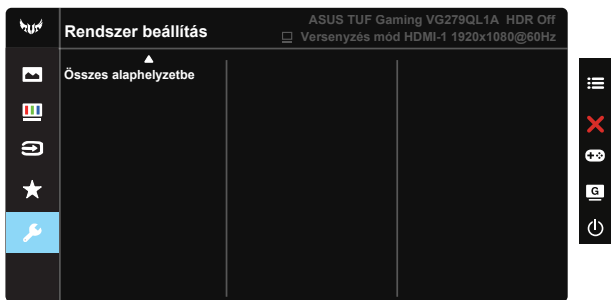 Rendszer beállítás
ASUS TUF Gaming VG279QL1A HDR Off
Versenyzés mód HDMI-1 1920x1080@60Hz
Összes alaphelyzetbe
G